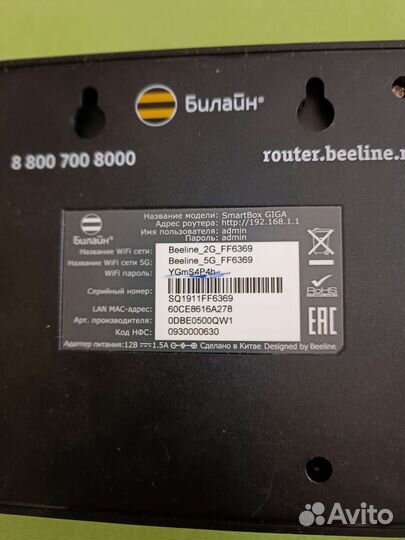 Билайн®
8 800 700 8000
router.beeline.r
Билайн®
Название модели: SmartBox GIGA
Адрес роутера: http://192.168.1.1
Имя пользователя: admin
Пароль: admin
Название WiFi сети: Beeline_2G_FF6369
Название WiFi сети 5G: Beeline_5G_FF6369
WiFi пароль: YGmS4P4h
Серийный номер:
SQ1911FF6369
LAN MAC-адрес: 60CE8616A278
Арт. производителя: 0DBE0500QW1
Код НФС: 0930000630
RoHS
EAC
Адаптер питания: 12В 1.5A Сделано в Китае Designed by Beeline
Avito